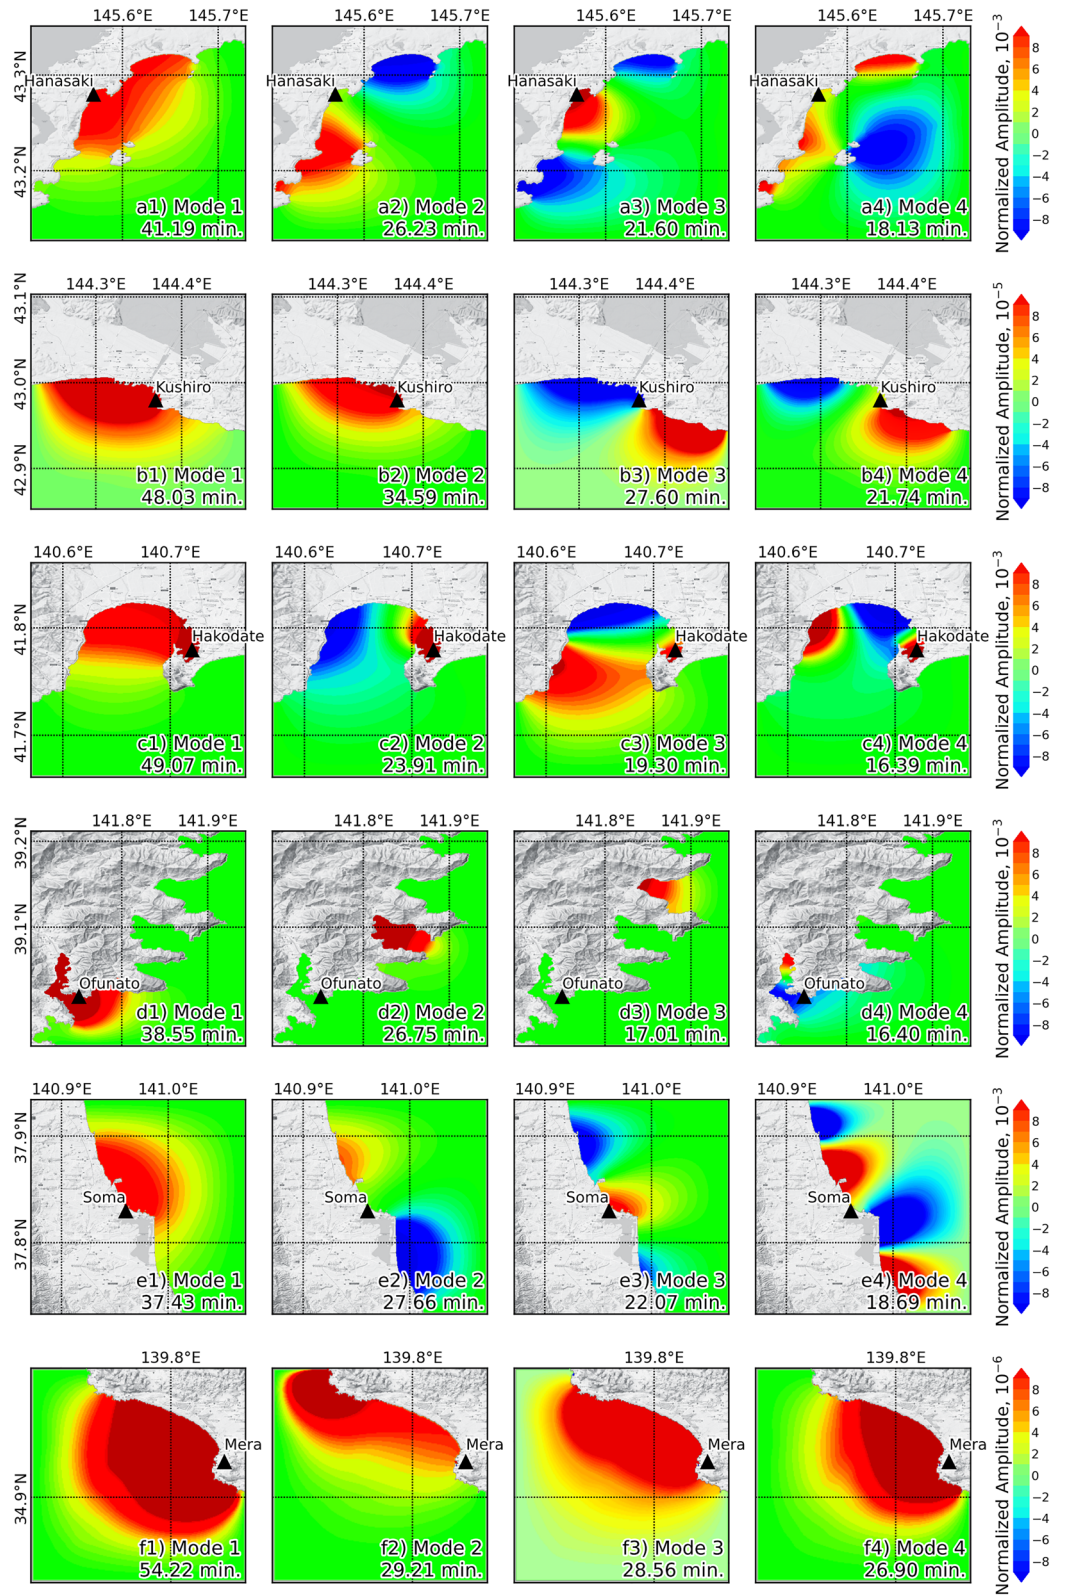 145.6°E 145.7°E 145.6°E 145.7°E 145.6°E 145.7°E 145.6°E 145.7°E
43.3°N
43.2°N
Hanasaki Hanasaki Hanasaki Hanasaki
a1) Mode 1
41.19 min.
a2) Mode 2
26.23 min.
a3) Mode 3
21.60 min.
a4) Mode 4
18.13 min.
8
6
4
2
0
−2
−4
−6
−8
Normalized Amplitude, 10⁻³
144.3°E 144.4°E 144.3°E 144.4°E 144.3°E 144.4°E 144.3°E 144.4°E
43.1°N
43.0°N
42.9°N
Kushiro Kushiro Kushiro Kushiro
b1) Mode 1
48.03 min.
b2) Mode 2
34.59 min.
b3) Mode 3
27.60 min.
b4) Mode 4
21.74 min.
8
6
4
2
0
−2
−4
−6
−8
Normalized Amplitude, 10⁻⁵
140.6°E 140.7°E 140.6°E 140.7°E 140.6°E 140.7°E 140.6°E 140.7°E
41.8°N
41.7°N
Hakodate Hakodate Hakodate Hakodate
c1) Mode 1
49.07 min.
c2) Mode 2
23.91 min.
c3) Mode 3
19.30 min.
c4) Mode 4
16.39 min.
8
6
4
2
0
−2
−4
−6
−8
Normalized Amplitude, 10⁻³
141.8°E 141.9°E 141.8°E 141.9°E 141.8°E 141.9°E 141.8°E 141.9°E
39.2°N
39.1°N
Ofunato Ofunato Ofunato Ofunato
d1) Mode 1
38.55 min.
d2) Mode 2
26.75 min.
d3) Mode 3
17.01 min.
d4) Mode 4
16.40 min.
8
6
4
2
0
−2
−4
−6
−8
Normalized Amplitude, 10⁻³
140.9°E 141.0°E 140.9°E 141.0°E 140.9°E 141.0°E 140.9°E 141.0°E
37.9°N
37.8°N
Soma Soma Soma Soma
e1) Mode 1
37.43 min.
e2) Mode 2
27.66 min.
e3) Mode 3
22.07 min.
e4) Mode 4
18.69 min.
8
6
4
2
0
−2
−4
−6
−8
Normalized Amplitude, 10⁻³
139.8°E 139.8°E 139.8°E 139.8°E
34.9°N
Mera Mera Mera Mera
f1) Mode 1
54.22 min.
f2) Mode 2
29.21 min.
f3) Mode 3
28.56 min.
f4) Mode 4
26.90 min.
8
6
4
2
0
−2
−4
−6
−8
Normalized Amplitude, 10⁻⁶